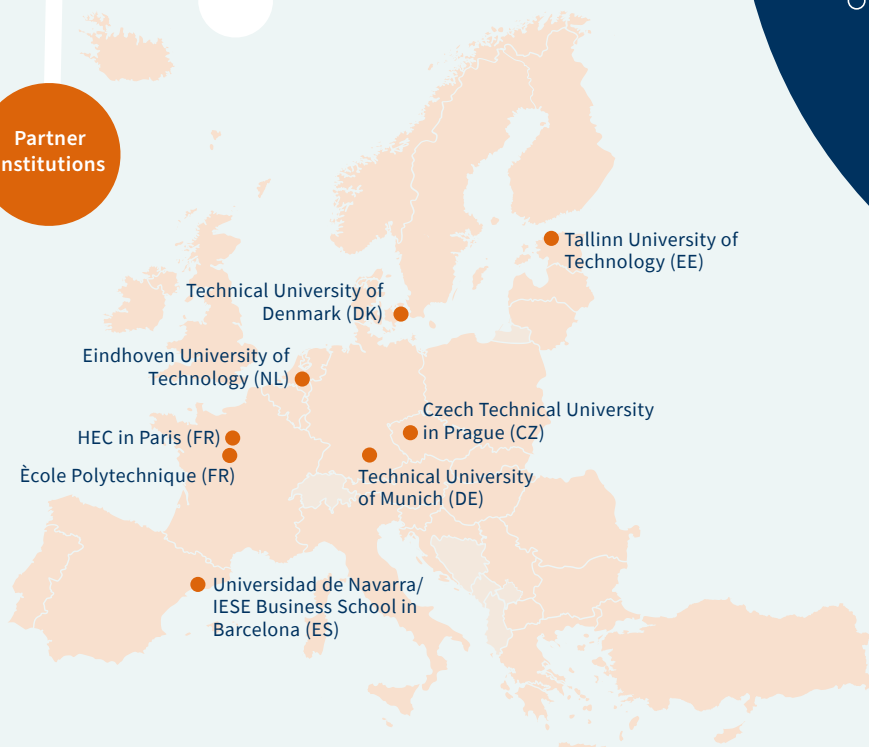 Partner
nstitutions
Tallinn University of
Technology (EE)
Technical University of
Denmark (DK)
Eindhoven University of
Technology (NL)
Czech Technical University
in Prague (CZ)
HEC in Paris (FR)
Ècole Polytechnique (FR)
Technical University
of Munich (DE)
Universidad de Navarra/
IESE Business School in
Barcelona (ES)